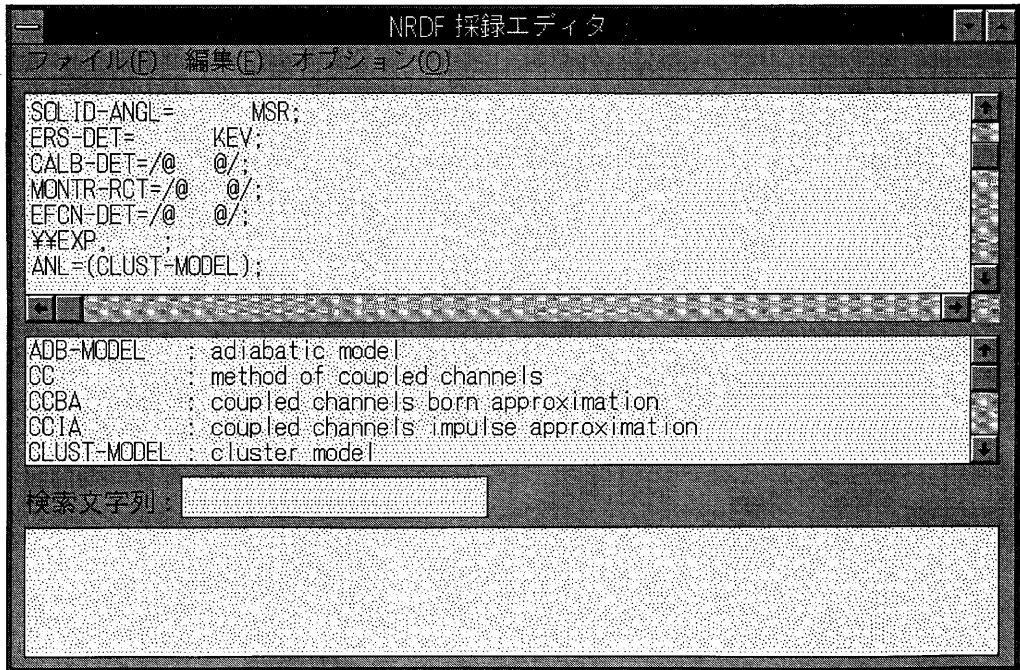 NRDF 採録エディタ
ファイル(F) 編集(E) オプション(O)
SOLID-ANGL=       MSR;
ERS-DET=       KEV;
CALB-DET=/@   @/;
MONTR-RCT=/@   @/;
EFCN-DET=/@   @/;
¥¥EXP,     ;
ANL=(CLUST-MODEL);
ADB-MODEL   : adiabatic model
CC          : method of coupled channels
CCBA        : coupled channels born approximation
CCIA        : coupled channels impulse approximation
CLUST-MODEL : cluster model
検索文字列 :